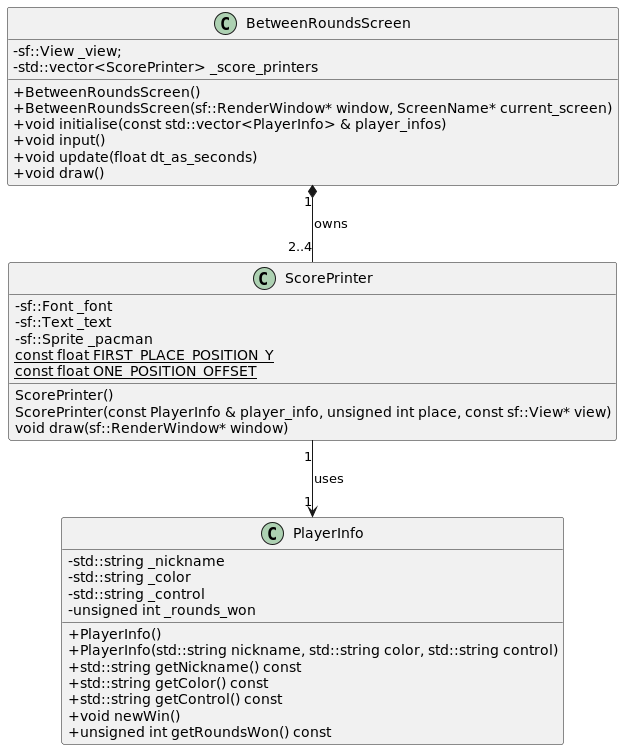 C BetweenRoundsScreen
-sf::View _view;
-std::vector<ScorePrinter> _score_printers
+BetweenRoundsScreen()
+BetweenRoundsScreen(sf::RenderWindow* window, ScreenName* current_screen)
+void initialise(const std::vector<PlayerInfo> & player_infos)
+void input()
+void update(float dt_as_seconds)
+void draw()
1
owns
2..4
C ScorePrinter
-sf::Font _font
-sf::Text _text
-sf::Sprite _pacman
const float FIRST_PLACE_POSITION_Y
const float ONE_POSITION_OFFSET
ScorePrinter()
ScorePrinter(const PlayerInfo & player_info, unsigned int place, const sf::View* view)
void draw(sf::RenderWindow* window)
1
uses
1
C PlayerInfo
-std::string _nickname
-std::string _color
-std::string _control
-unsigned int _rounds_won
+PlayerInfo()
+PlayerInfo(std::string nickname, std::string color, std::string control)
+std::string getNickname() const
+std::string getColor() const
+std::string getControl() const
+void newWin()
+unsigned int getRoundsWon() const